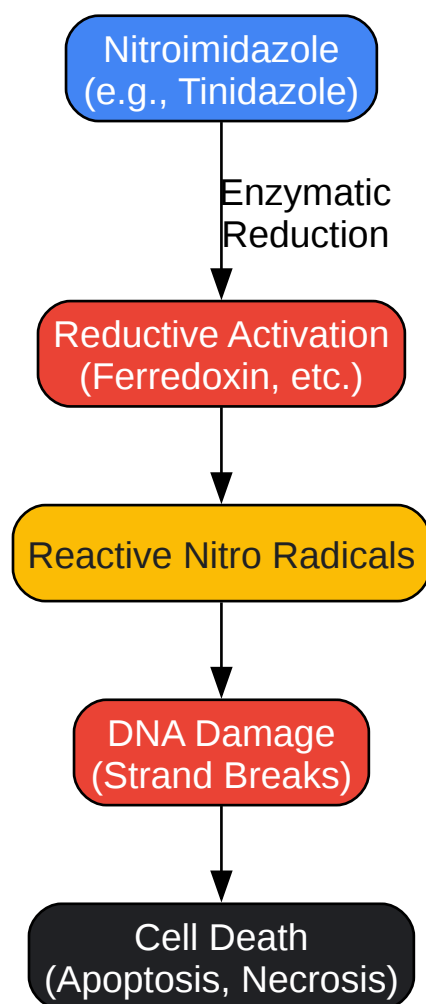 Nitroimidazole
(e.g., Tinidazole)
Enzymatic
Reduction
Reductive Activation
(Ferredoxin, etc.)
Reactive Nitro Radicals
DNA Damage
(Strand Breaks)
Cell Death
(Apoptosis, Necrosis)